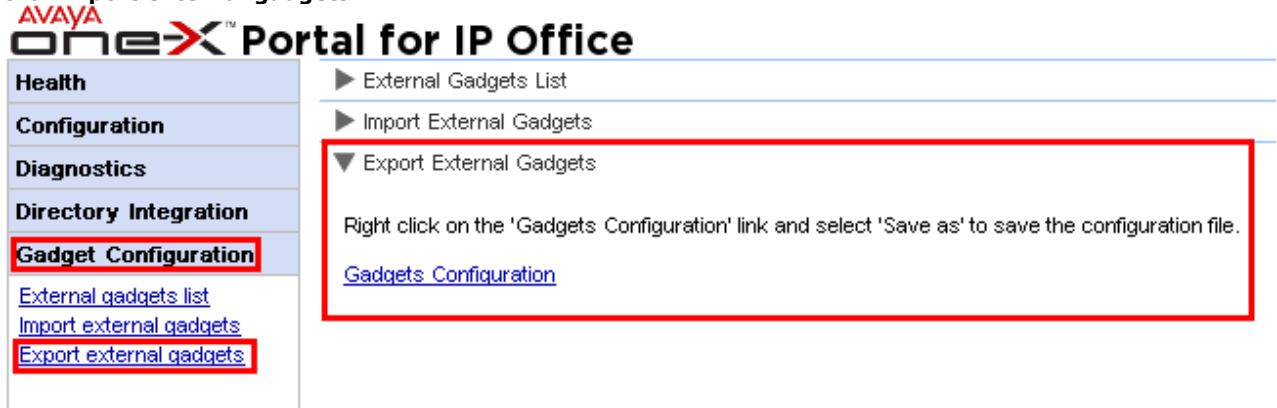 AVAYA
one-X™ Portal for IP Office
Health
Configuration
Diagnostics
Directory Integration
Gadget Configuration
External gadgets list
Import external gadgets
Export external gadgets
External Gadgets List
Import External Gadgets
Export External Gadgets
Right click on the 'Gadgets Configuration' link and select 'Save as' to save the configuration file.
Gadgets Configuration